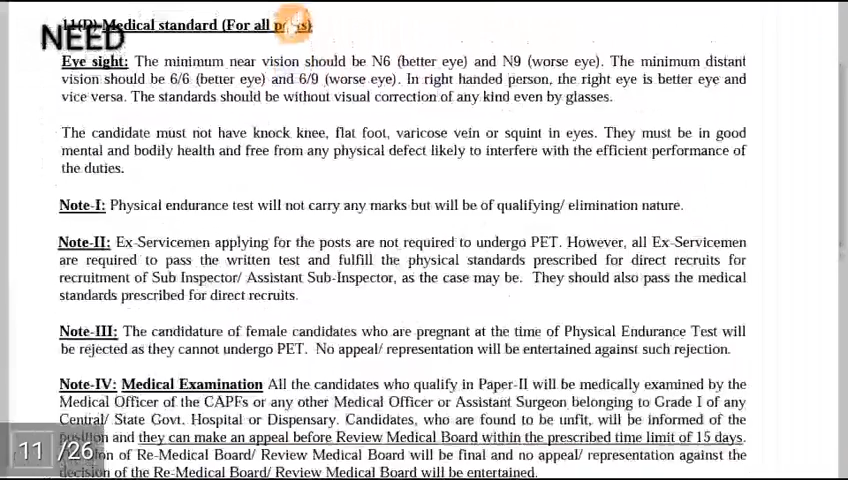 11(D) Medical standard (For all posts)
NEED
Eye sight: The minimum near vision should be N6 (better eye) and N9 (worse eye). The minimum distant
vision should be 6/6 (better eye) and 6/9 (worse eye). In right handed person, the right eye is better eye and
vice versa. The standards should be without visual correction of any kind even by glasses.
The candidate must not have knock knee, flat foot, varicose vein or squint in eyes. They must be in good
mental and bodily health and free from any physical defect likely to interfere with the efficient performance of
the duties.
Note-I: Physical endurance test will not carry any marks but will be of qualifying/ elimination nature.
Note-II: Ex-Servicemen applying for the posts are not required to undergo PET. However, all Ex-Servicemen
are required to pass the written test and fulfill the physical standards prescribed for direct recruits for
recruitment of Sub Inspector/ Assistant Sub-Inspector, as the case may be. They should also pass the medical
standards prescribed for direct recruits.
Note-III: The candidature of female candidates who are pregnant at the time of Physical Endurance Test will
be rejected as they cannot undergo PET. No appeal/ representation will be entertained against such rejection.
Note-IV: Medical Examination All the candidates who qualify in Paper-II will be medically examined by the
Medical Officer of the CAPFs or any other Medical Officer or Assistant Surgeon belonging to Grade I of any
Central/ State Govt. Hospital or Dispensary. Candidates, who are found to be unfit, will be informed of the
position and they can make an appeal before Review Medical Board within the prescribed time limit of 15 days.
of Re-Medical Board/ Review Medical Board will be final and no appeal/ representation against the
decision of the Re-Medical Board/ Review Medical Board will be entertained.
11 /26